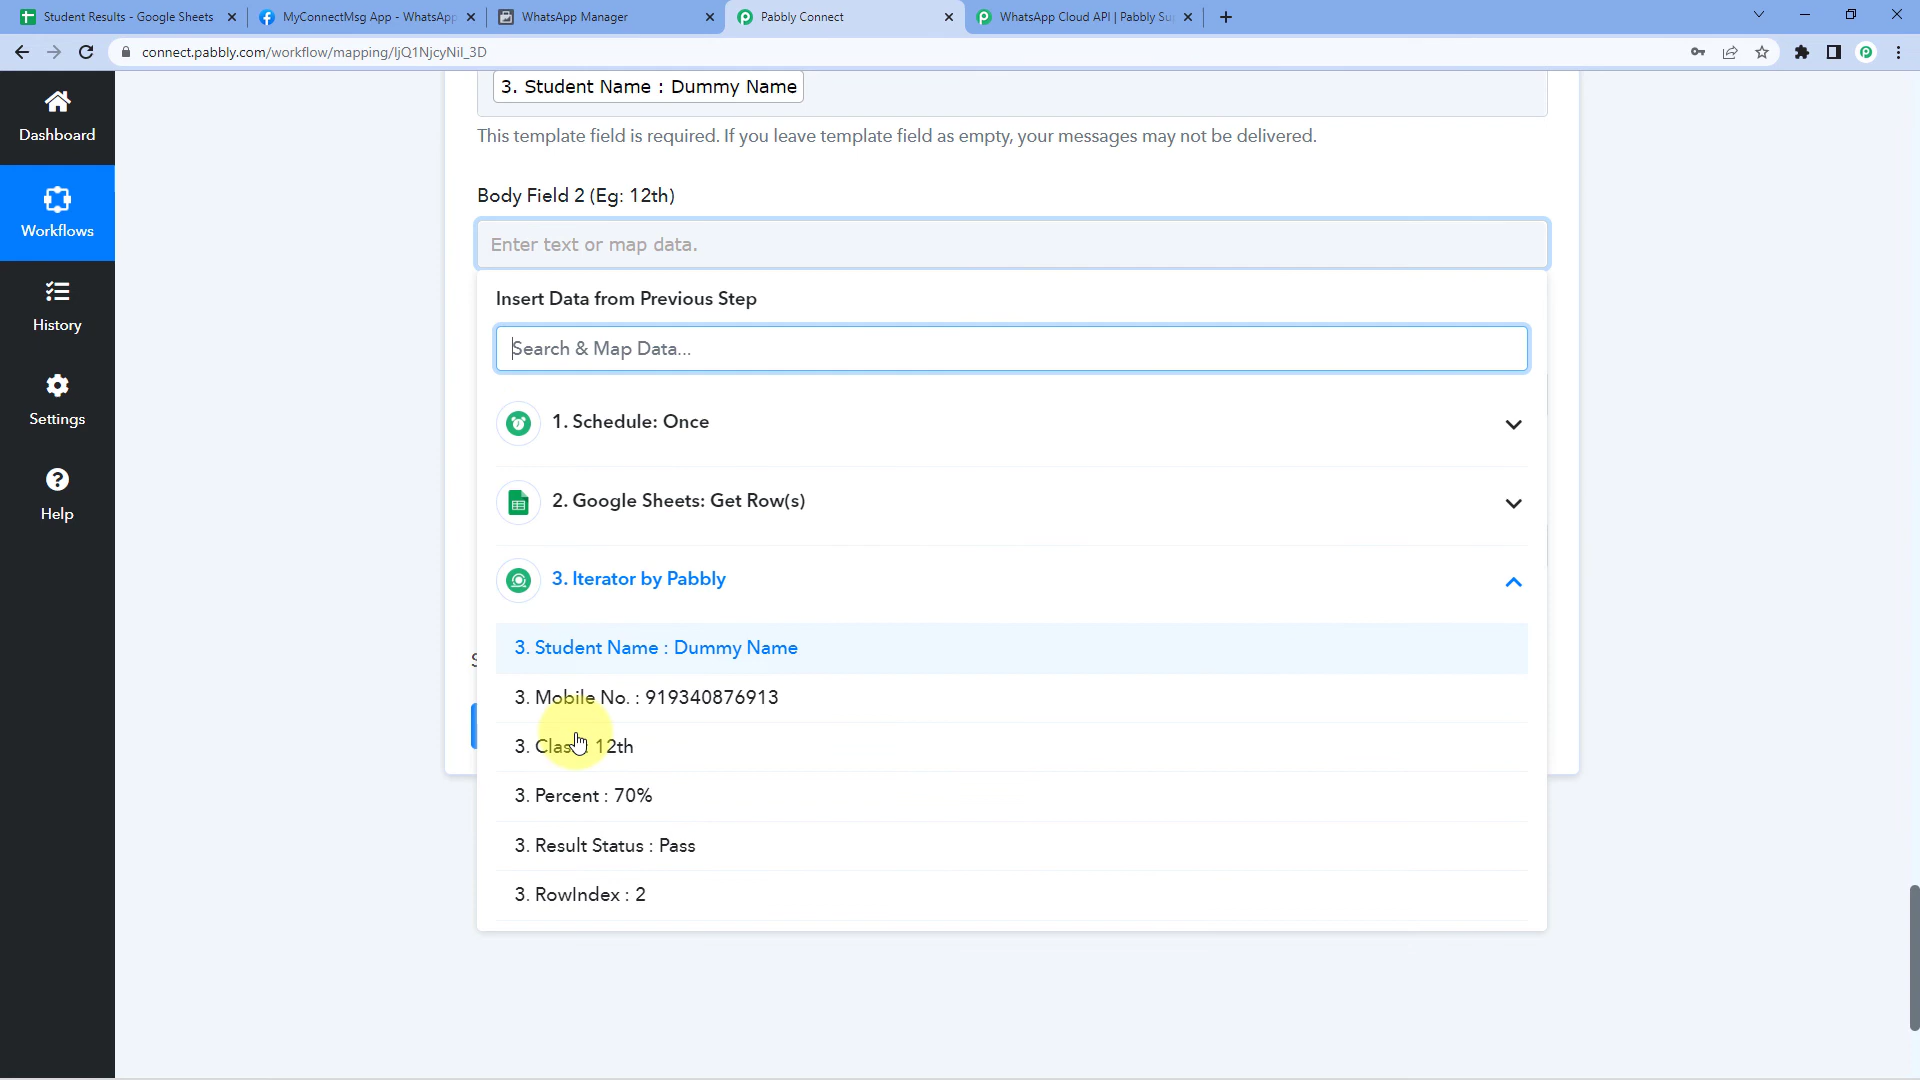 Student Results - Google Sheets
MyConnectMsg App - WhatsApp
WhatsApp Manager
Pabbly Connect
WhatsApp Cloud API | Pabbly Su
connect.pabbly.com/workflow/mapping/IjQ1NjcyNiI_3D
Dashboard
Workflows
History
Settings
Help
3. Student Name : Dummy Name
This template field is required. If you leave template field as empty, your messages may not be delivered.
Body Field 2 (Eg: 12th)
Enter text or map data.
Insert Data from Previous Step
Search & Map Data...
1. Schedule: Once
2. Google Sheets: Get Row(s)
3. Iterator by Pabbly
3. Student Name : Dummy Name
3. Mobile No. : 919340876913
3. Class : 12th
3. Percent : 70%
3. Result Status : Pass
3. RowIndex : 2